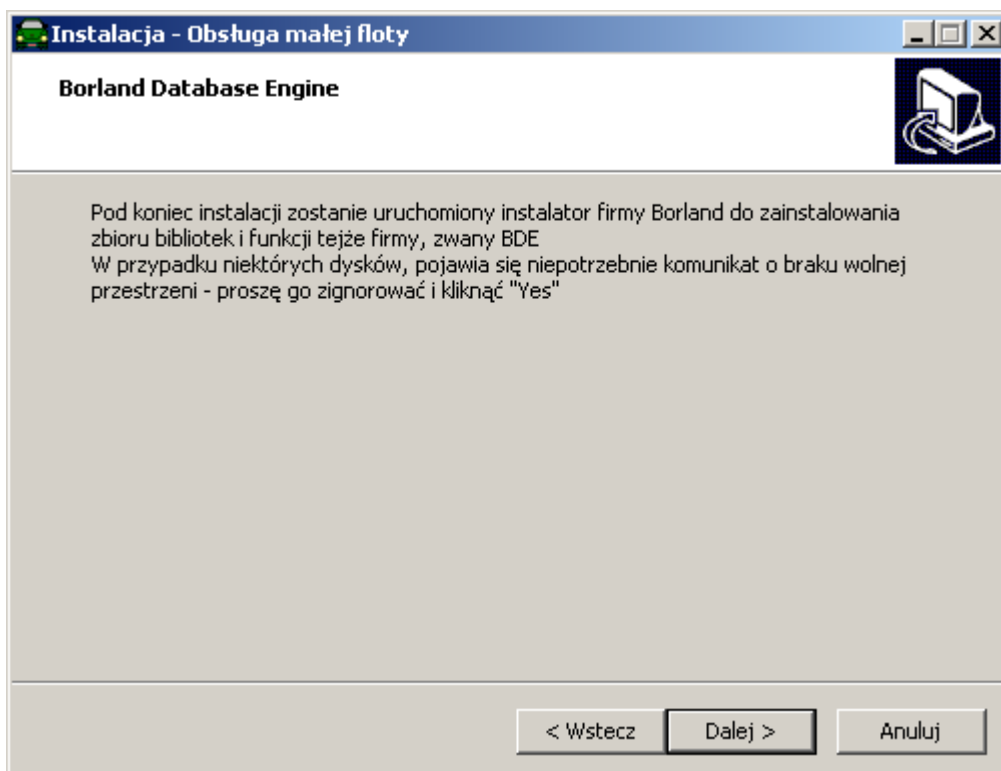 Instalacja - Obsługa małej floty
Borland Database Engine
Pod koniec instalacji zostanie uruchomiony instalator firmy Borland do zainstalowania
zbioru bibliotek i funkcji tejże firmy, zwany BDE
W przypadku niektórych dysków, pojawia się niepotrzebnie komunikat o braku wolnej
przestrzeni - proszę go zignorować i kliknąć "Yes"
< Wstecz
Dalej >
Anuluj